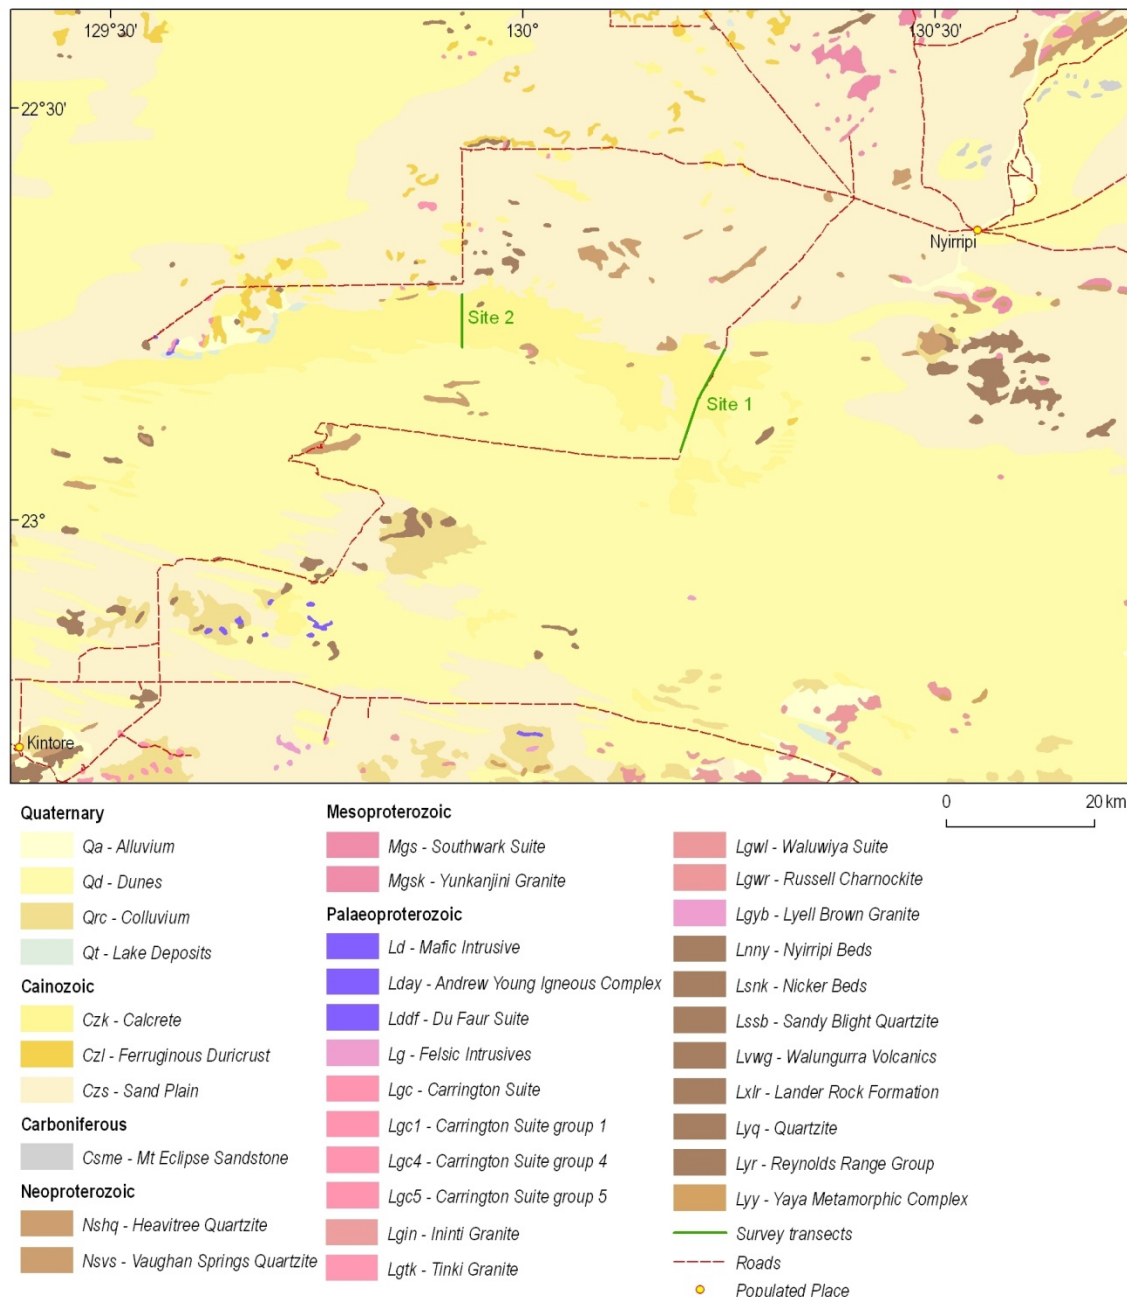 129°30'
130°
130°30'
22°30'
Nyirripi
Site 2
Site 1
23°
Kintore
0 20 km
Quaternary
Qa - Alluvium
Qd - Dunes
Qrc - Colluvium
Qt - Lake Deposits
Cainozoic
Czk - Calcrete
Czl - Ferruginous Duricrust
Czs - Sand Plain
Carboniferous
Csme - Mt Eclipse Sandstone
Neoproterozoic
Nshq - Heavitree Quartzite
Nsvs - Vaughan Springs Quartzite
Mesoproterozoic
Mgs - Southwark Suite
Mgsk - Yunkanjini Granite
Palaeoproterozoic
Ld - Mafic Intrusive
Lday - Andrew Young Igneous Complex
Lddf - Du Faur Suite
Lg - Felsic Intrusives
Lgc - Carrington Suite
Lgc1 - Carrington Suite group 1
Lgc4 - Carrington Suite group 4
Lgc5 - Carrington Suite group 5
Lgin - Ininti Granite
Lgtk - Tinki Granite
Lgwl - Waluwiya Suite
Lgwr - Russell Charnockite
Lgyb - Lyell Brown Granite
Lnny - Nyirripi Beds
Lsnk - Nicker Beds
Lssb - Sandy Blight Quartzite
Lvwg - Walungurra Volcanics
Lxlr - Lander Rock Formation
Lyq - Quartzite
Lyr - Reynolds Range Group
Lyy - Yaya Metamorphic Complex
Survey transects
Roads
Populated Place